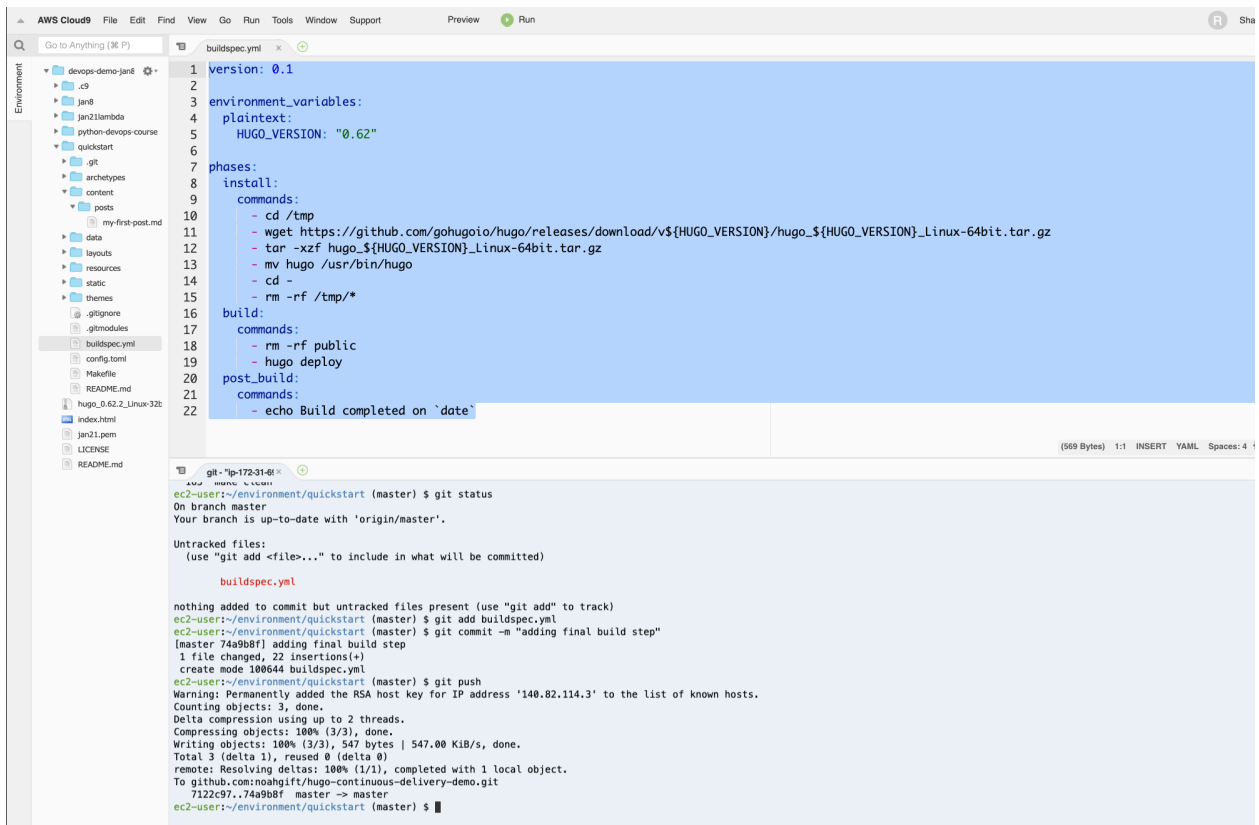 AWS Cloud9 File Edit Find View Go Run Tools Window Support Preview Run R Sha
Go to Anything (⌘ P)
Environment
devops-demo-jan8
.c9
jan8
jan21lambda
python-devops-course
quickstart
.git
archetypes
content
posts
my-first-post.md
data
layouts
resources
static
themes
.gitignore
.gitmodules
buildspec.yml
config.toml
Makefile
README.md
hugo_0.62.2_Linux-32b
index.html
jan21.pem
LICENSE
README.md
buildspec.yml ×
1 version: 0.1
2
3 environment_variables:
4 plaintext:
5 HUGO_VERSION: "0.62"
6
7 phases:
8 install:
9 commands:
10 - cd /tmp
11 - wget https://github.com/gohugoio/hugo/releases/download/v${HUGO_VERSION}/hugo_${HUGO_VERSION}_Linux-64bit.tar.gz
12 - tar -xzf hugo_${HUGO_VERSION}_Linux-64bit.tar.gz
13 - mv hugo /usr/bin/hugo
14 - cd -
15 - rm -rf /tmp/*
16 build:
17 commands:
18 - rm -rf public
19 - hugo deploy
20 post_build:
21 commands:
22 - echo Build completed on `date`
(569 Bytes) 1:1 INSERT YAML Spaces: 4
git - "ip-172-31-69 ×
make clean
ec2-user:~/environment/quickstart (master) $ git status
On branch master
Your branch is up-to-date with 'origin/master'.
Untracked files:
(use "git add <file>..." to include in what will be committed)
buildspec.yml
nothing added to commit but untracked files present (use "git add" to track)
ec2-user:~/environment/quickstart (master) $ git add buildspec.yml
ec2-user:~/environment/quickstart (master) $ git commit -m "adding final build step"
[master 74a9b8f] adding final build step
1 file changed, 22 insertions(+)
create mode 100644 buildspec.yml
ec2-user:~/environment/quickstart (master) $ git push
Warning: Permanently added the RSA host key for IP address '140.82.114.3' to the list of known hosts.
Counting objects: 3, done.
Delta compression using up to 2 threads.
Compressing objects: 100% (3/3), done.
Writing objects: 100% (3/3), 547 bytes | 547.00 KiB/s, done.
Total 3 (delta 1), reused 0 (delta 0)
remote: Resolving deltas: 100% (1/1), completed with 1 local object.
To github.com:noahgift/hugo-continuous-delivery-demo.git
7122c97..74a9b8f master -> master
ec2-user:~/environment/quickstart (master) $